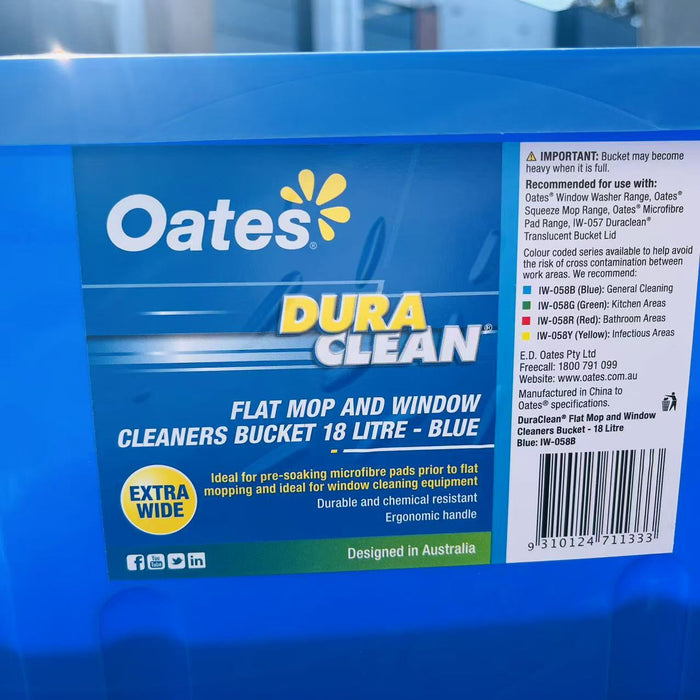 Oates®
DURA
CLEAN®
FLAT MOP AND WINDOW
CLEANERS BUCKET 18 LITRE - BLUE
EXTRA
WIDE
Ideal for pre-soaking microfibre pads prior to flat
mopping and ideal for window cleaning equipment
Durable and chemical resistant
Ergonomic handle
f You Tube in
Designed in Australia
IMPORTANT: Bucket may become
heavy when it is full.
Recommended for use with:
Oates® Window Washer Range, Oates®
Squeeze Mop Range, Oates® Microfibre
Pad Range, IW-057 Duraclean®
Translucent Bucket Lid
Colour coded series available to help avoid
the risk of cross contamination between
work areas. We recommend:
IW-058B (Blue): General Cleaning
IW-058G (Green): Kitchen Areas
IW-058R (Red): Bathroom Areas
IW-058Y (Yellow): Infectious Areas
E.D. Oates Pty Ltd
Freecall: 1800 791 099
Website: www.oates.com.au
Manufactured in China to
Oates® specifications.
DuraClean® Flat Mop and Window
Cleaners Bucket - 18 Litre
Blue: IW-058B
9 310124 711333